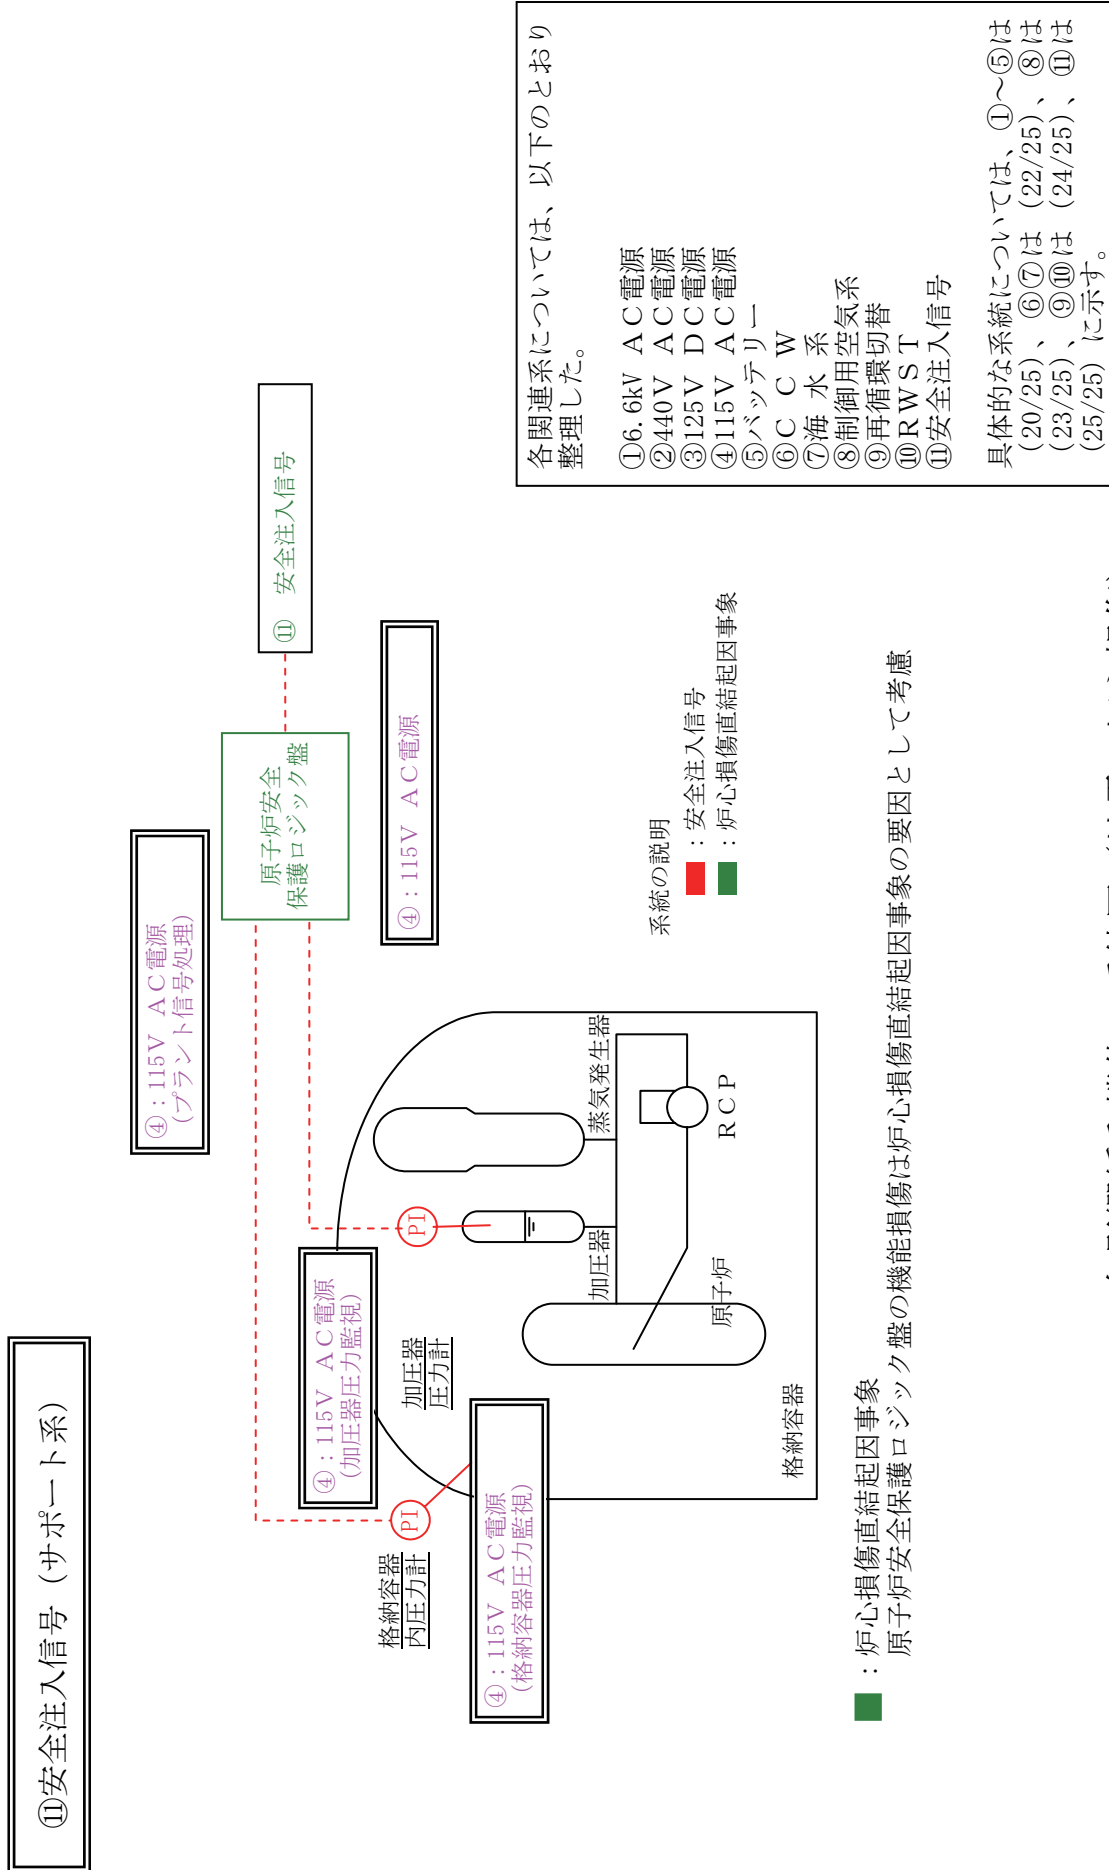 ⑪安全注入信号（サポート系）
④：115V AC電源
（プラント信号処理）
原子炉安全
保護ロジック盤
⑪ 安全注入信号
④：115V AC電源
④：115V AC電源
（加圧器圧力監視）
加圧器
圧力計
PI
格納容器
内圧力計
PI
④：115V AC電源
（格納容器圧力監視）
蒸気発生器
加圧器
RCP
原子炉
格納容器
系統の説明
：安全注入信号
：炉心損傷直結起因事象
：炉心損傷直結起因事象
原子炉安全保護ロジック盤の機能損傷は炉心損傷直結起因事象の要因として考慮
各関連系については、以下のとおり
整理した。
①6.6kV AC電源
②440V AC電源
③125V DC電源
④115V AC電源
⑤バッテリー
⑥C C W
⑦海 水 系
⑧制御用空気系
⑨再循環切替
⑩RWST
⑪安全注入信号
具体的な系統については、①～⑤は
（20/25）、⑥⑦は（22/25）、⑧は
（23/25）、⑨⑩は（24/25）、⑪は
（25/25）に示す。